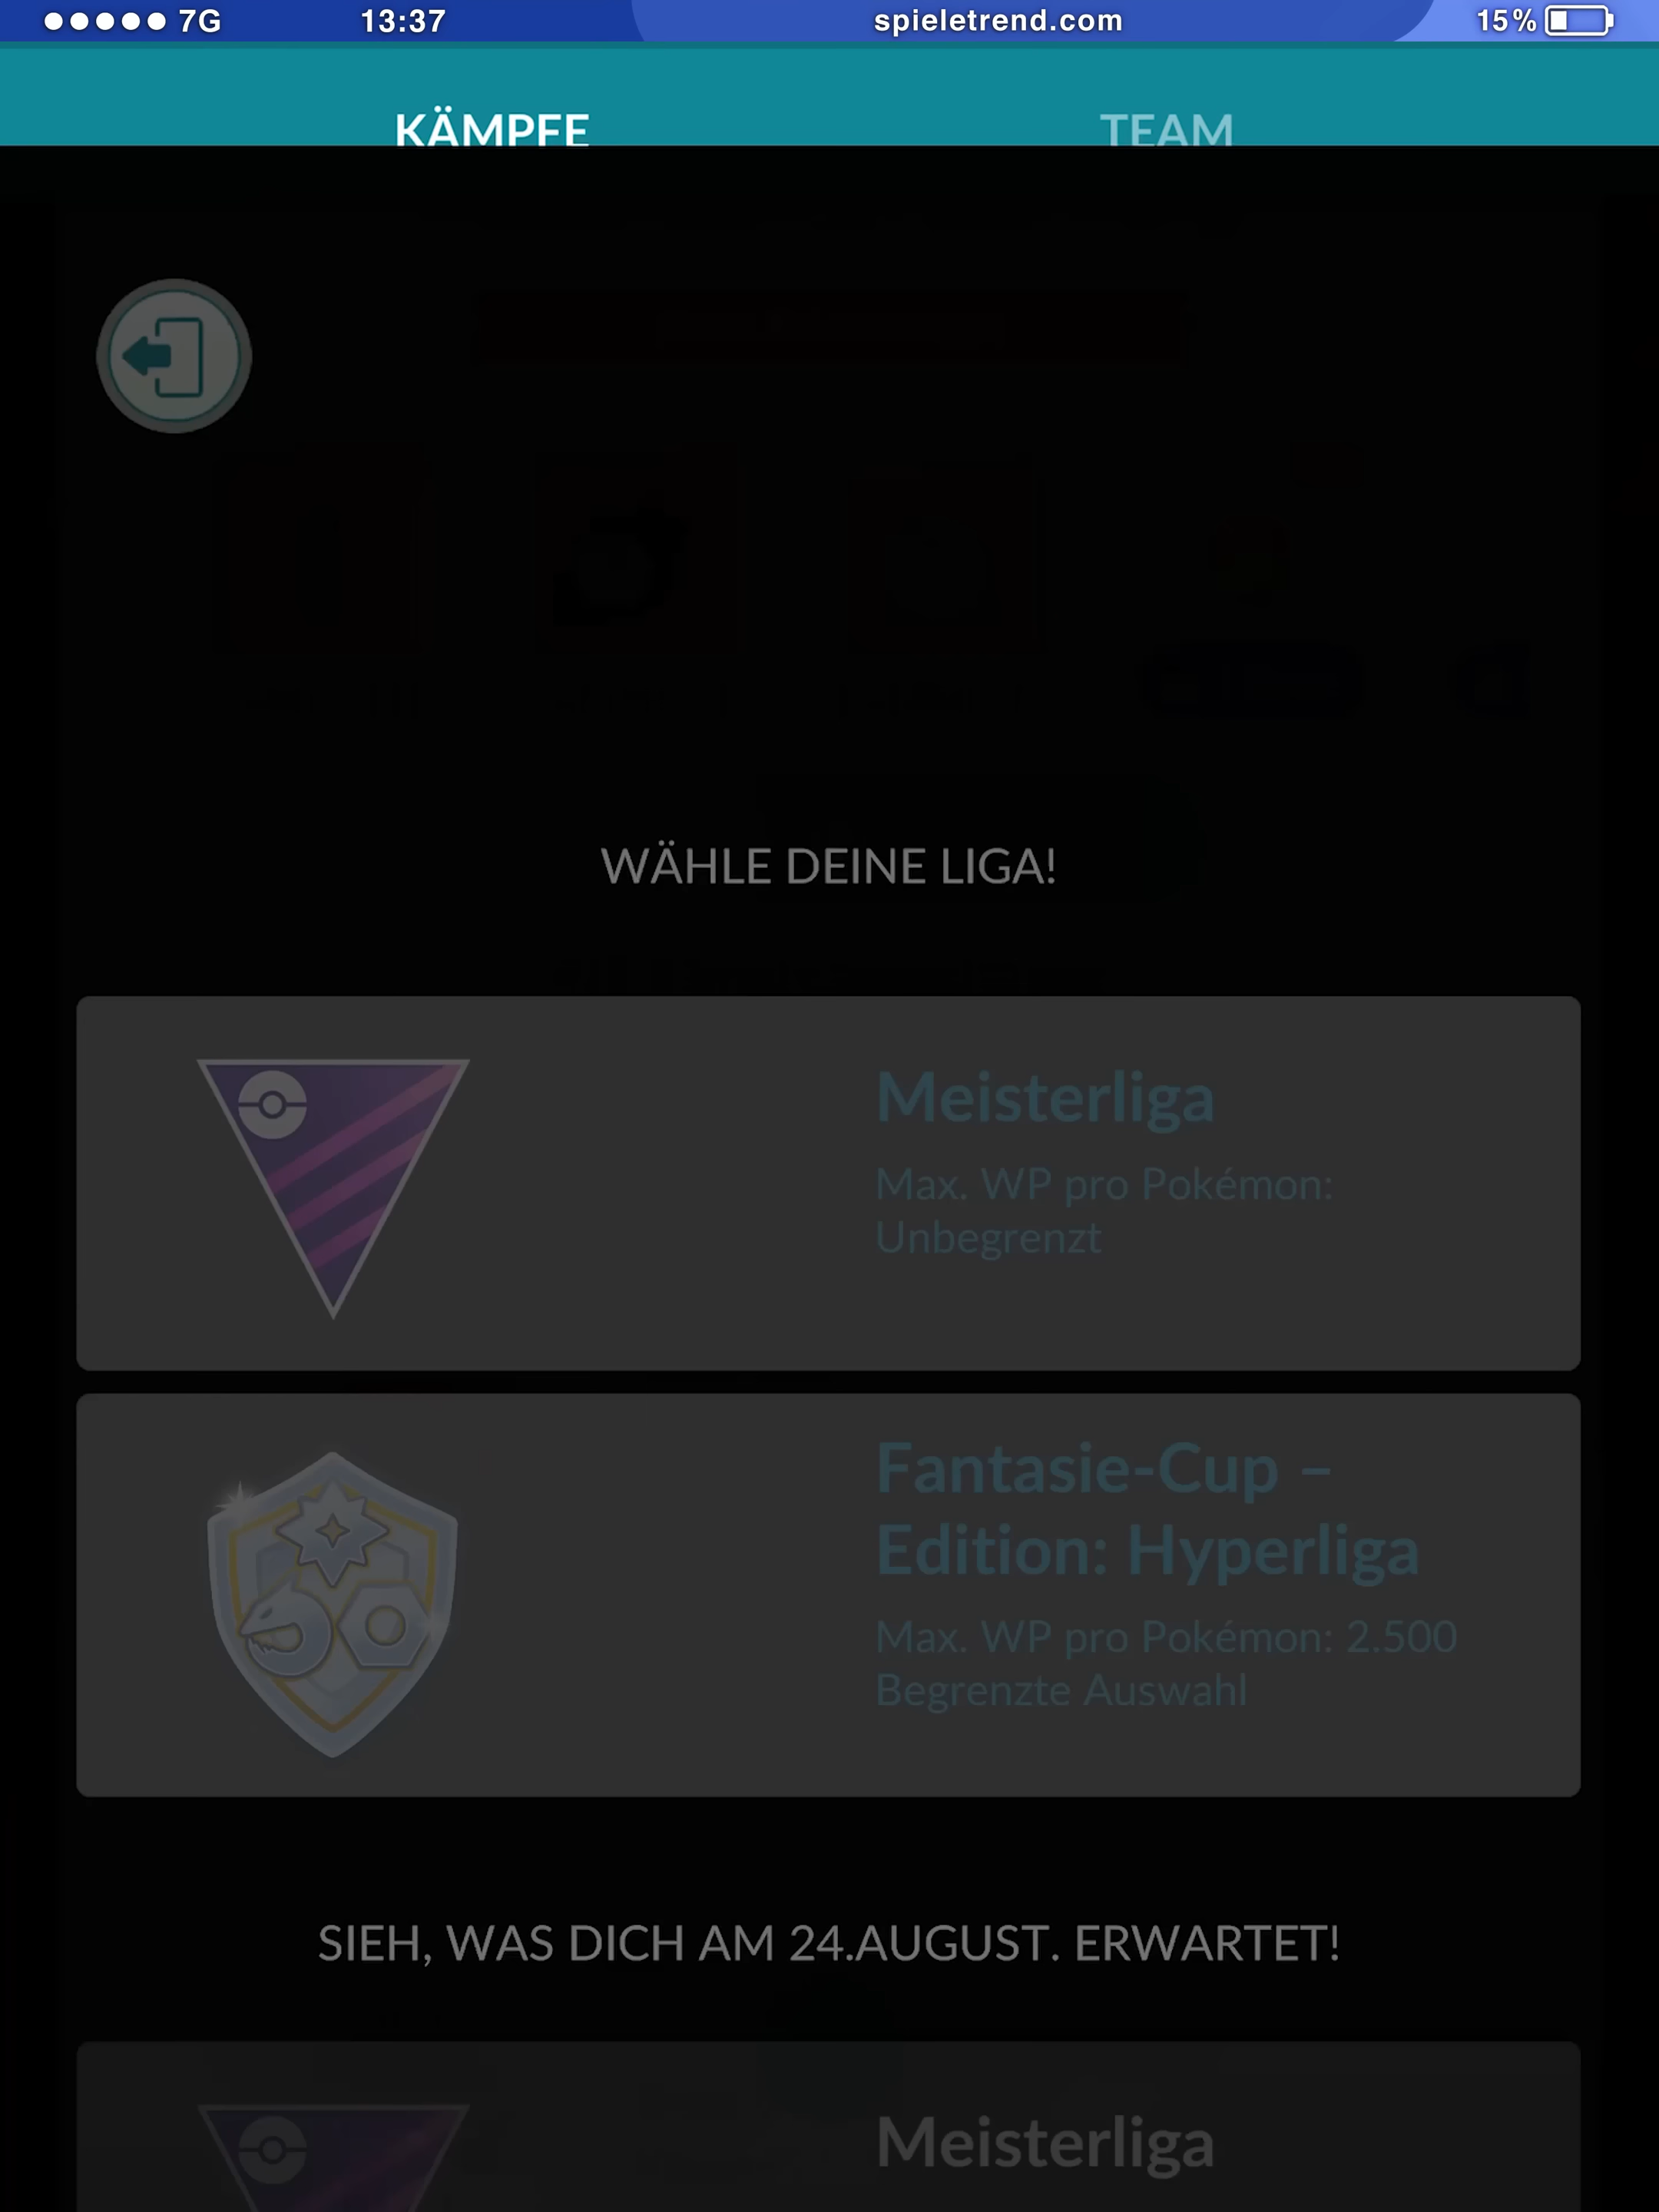 7G 13:37 spieletrend.com 15%
KÄMPFE TEAM
WÄHLE DEINE LIGA!
Meisterliga
Max. WP pro Pokémon:
Unbegrenzt
Fantasie-Cup –
Edition: Hyperliga
Max. WP pro Pokémon: 2.500
Begrenzte Auswahl
SIEH, WAS DICH AM 24.AUGUST. ERWARTET!
Meisterliga